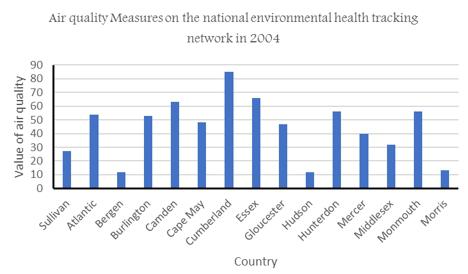 Air quality Measures on the national environmental health tracking
network in 2004
Value of air quality
90
80
70
60
50
40
30
20
10
0
Sullivan
Atlantic
Bergen
Burlington
Camden
Cape May
Cumberland
Essex
Gloucester
Hudson
Hunterdon
Mercer
Middlesex
Monmouth
Morris
Country